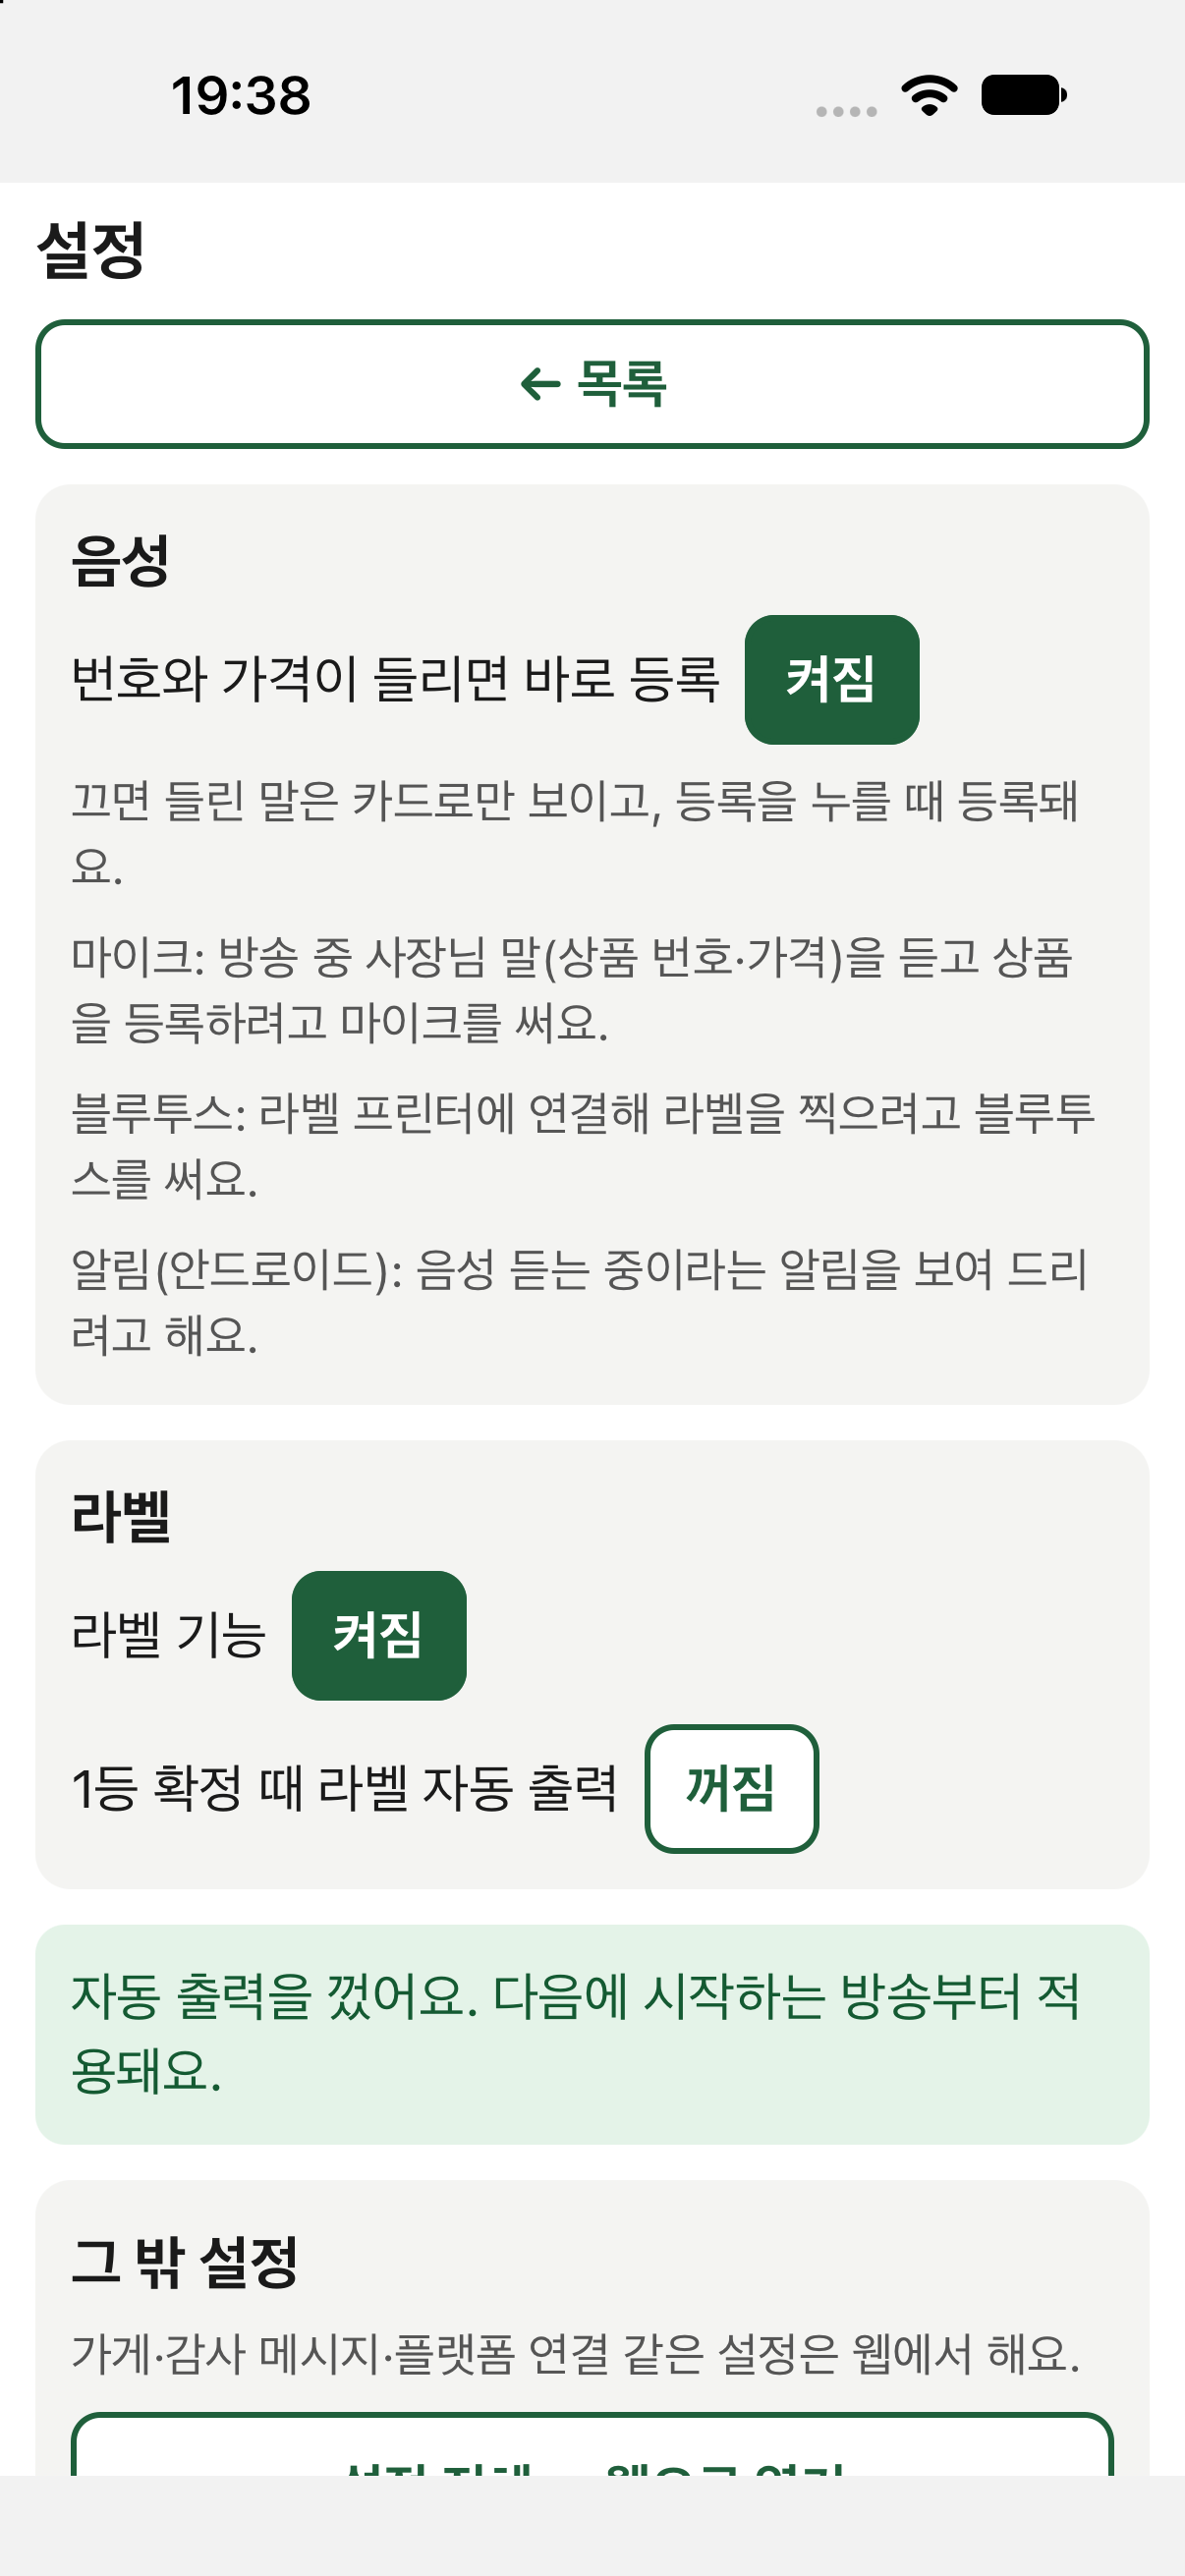 19:38
설정
← 목록
음성
번호와 가격이 들리면 바로 등록 켜짐
끄면 들린 말은 카드로만 보이고, 등록을 누를 때 등록돼
요.
마이크: 방송 중 사장님 말(상품 번호·가격)을 듣고 상품
을 등록하려고 마이크를 써요.
블루투스: 라벨 프린터에 연결해 라벨을 찍으려고 블루투
스를 써요.
알림(안드로이드): 음성 듣는 중이라는 알림을 보여 드리
려고 해요.
라벨
라벨 기능 켜짐
1등 확정 때 라벨 자동 출력 꺼짐
자동 출력을 껐어요. 다음에 시작하는 방송부터 적
용돼요.
그 밖 설정
가게·감사 메시지·플랫폼 연결 같은 설정은 웹에서 해요.